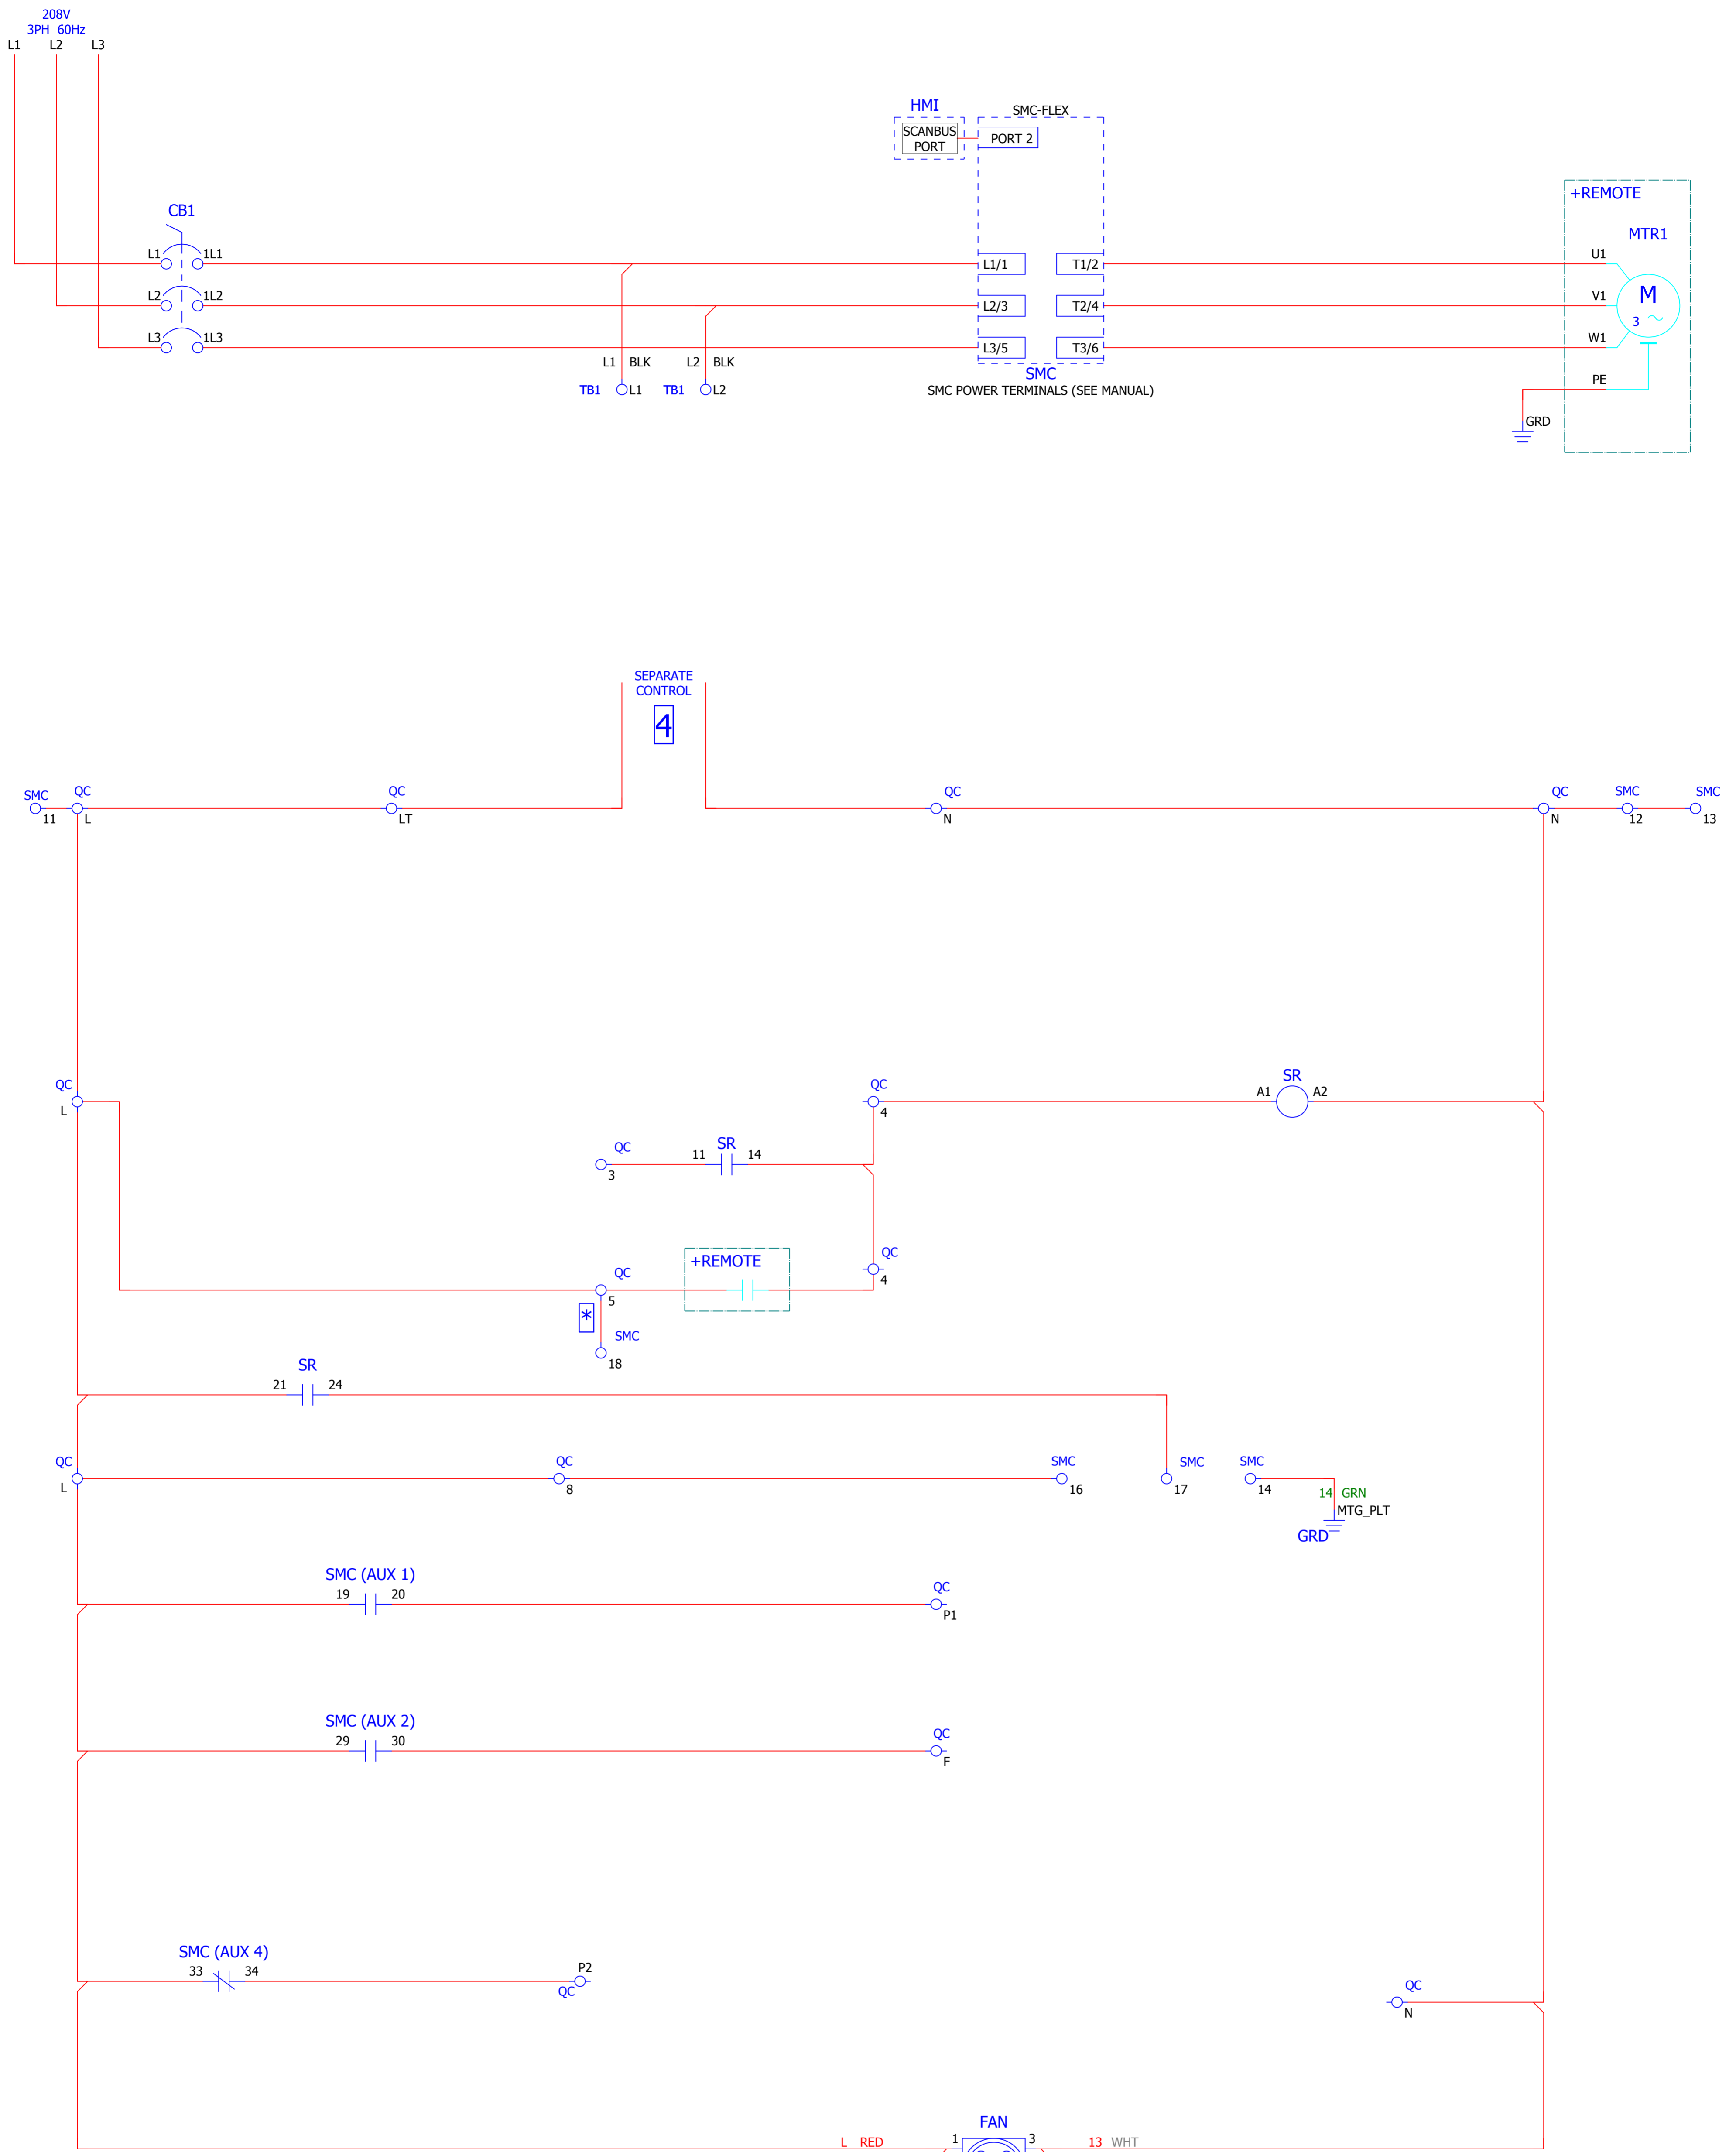 208V
3PH 60Hz
L1 L2 L3
HMI
SCANBUS
PORT
SMC-FLEX
PORT 2
+REMOTE
MTR1
CB1
L1 1L1
L2 1L2
L3 1L3
L1/1 T1/2
L2/3 T2/4
L3/5 T3/6
U1
V1
W1
PE
M
3
GRD
L1 BLK
L2 BLK
TB1 L1
TB1 L2
SMC
SMC POWER TERMINALS (SEE MANUAL)
SEPARATE
CONTROL
4
SMC
11
QC
L
QC
LT
QC
N
QC
N
SMC
12
SMC
13
QC
L
QC
4
SR
A1 A2
QC
3
SR
11 14
QC
5
+REMOTE
QC
4
*
SMC
18
SR
21 24
QC
L
QC
8
SMC
16
SMC
17
SMC
14
14 GRN
MTG_PLT
GRD
SMC (AUX 1)
19 20
QC
P1
SMC (AUX 2)
29 30
QC
F
SMC (AUX 4)
33 34
P2
QC
QC
N
FAN
L RED
1 3
13 WHT